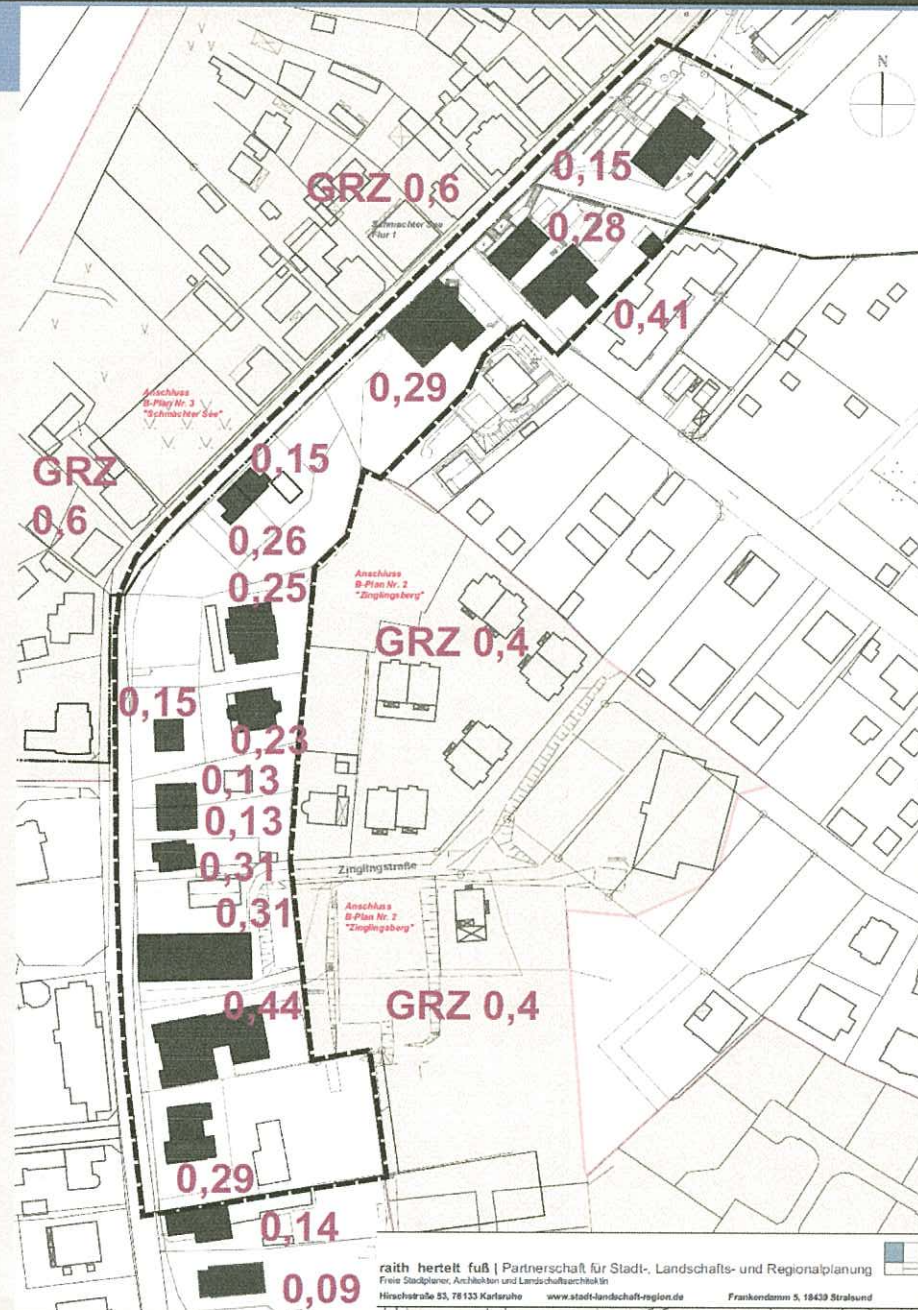 N
0,15
GRZ 0,6
Schmachter See
Flur 1
0,28
0,41
0,29
Anschluss
B-Plan Nr. 3
"Schmachter See"
GRZ
0,6
0,15
0,26
0,25
Anschluss
B-Plan Nr. 2
"Zinglingsberg"
GRZ 0,4
0,15
0,23
0,13
0,13
0,31
Zinglingstraße
0,31
Anschluss
B-Plan Nr. 2
"Zinglingsberg"
0,44
GRZ 0,4
0,29
0,14
0,09
raith hertelt fuß | Partnerschaft für Stadt-, Landschafts- und Regionalplanung
Freie Stadtplaner, Architekten und Landschaftsarchitektin
Hirschstraße 53, 76133 Karlsruhe www.stadt-landschaft-region.de Frankendamm 5, 18439 Stralsund